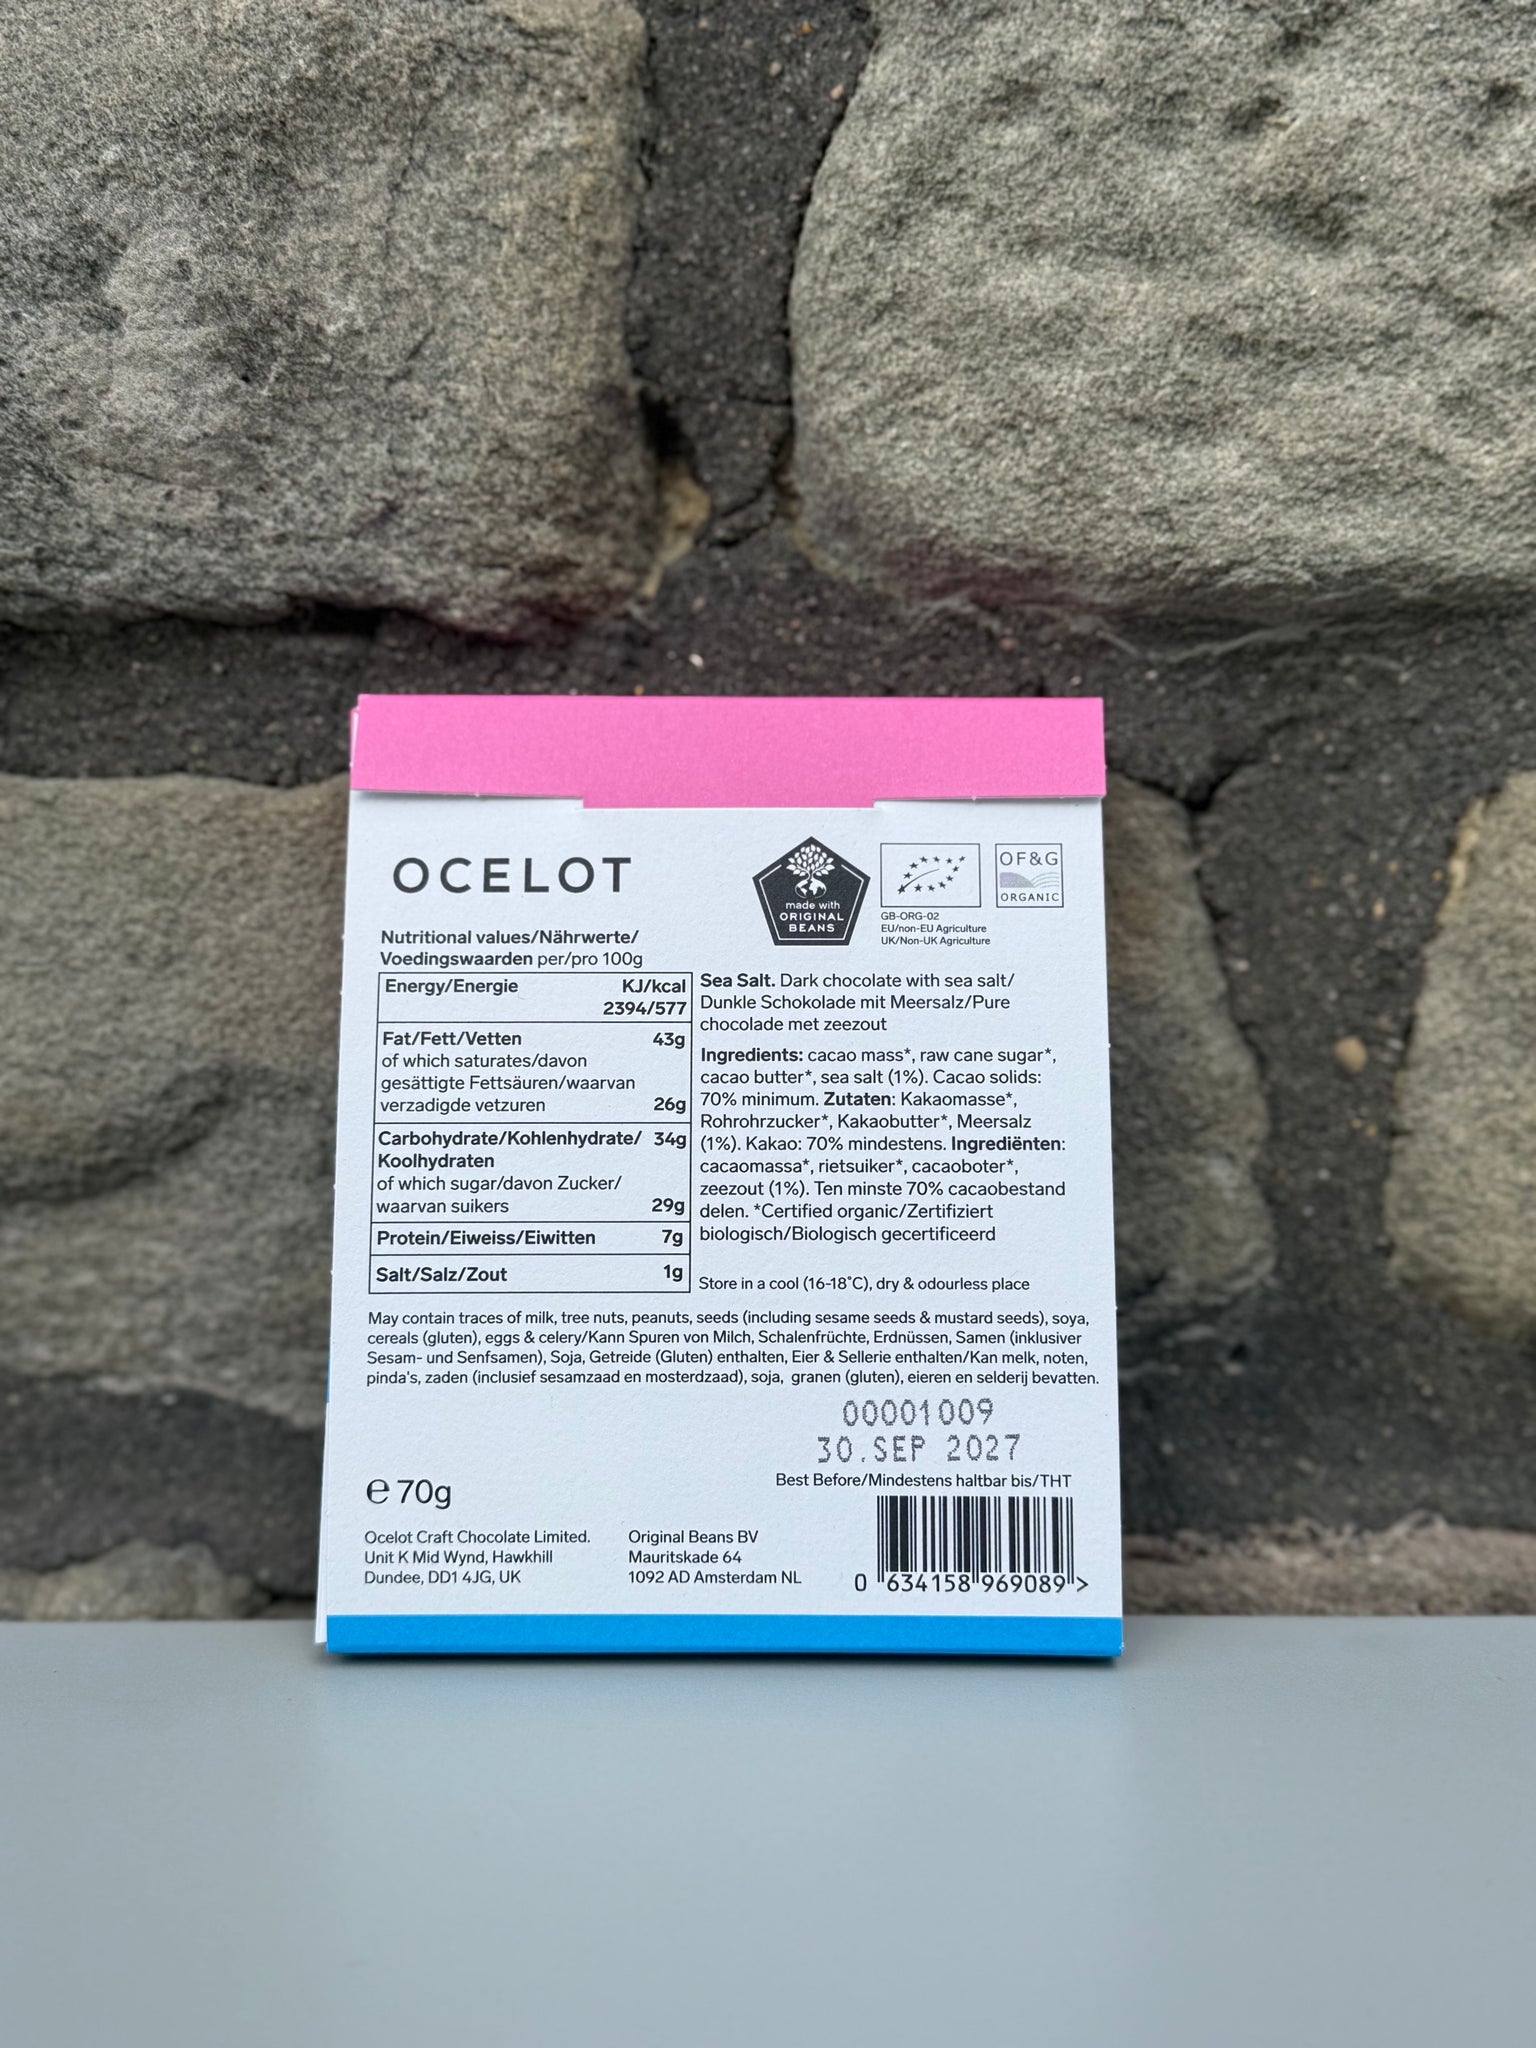 OCELOT
made with
ORIGINAL
BEANS
OF&G
ORGANIC
GB-ORG-02
EU/non-EU Agriculture
UK/Non-UK Agriculture
Nutritional values/Nährwerte/
Voedingswaarden per/pro 100g
Energy/Energie KJ/kcal
2394/577
Fat/Fett/Vetten 43g
of which saturates/davon
gesättigte Fettsäuren/waarvan
verzadigde vetzuren 26g
Carbohydrate/Kohlenhydrate/ 34g
Koolhydraten
of which sugar/davon Zucker/
waarvan suikers 29g
Protein/Eiweiss/Eiwitten 7g
Salt/Salz/Zout 1g
Sea Salt. Dark chocolate with sea salt/
Dunkle Schokolade mit Meersalz/Pure
chocolade met zeezout
Ingredients: cacao mass*, raw cane sugar*,
cacao butter*, sea salt (1%). Cacao solids:
70% minimum. Zutaten: Kakaomasse*,
Rohrohrzucker*, Kakaobutter*, Meersalz
(1%). Kakao: 70% mindestens. Ingrediënten:
cacaomassa*, rietsuiker*, cacaoboter*,
zeezout (1%). Ten minste 70% cacaobestand
delen. *Certified organic/Zertifiziert
biologisch/Biologisch gecertificeerd
Store in a cool (16-18°C), dry & odourless place
May contain traces of milk, tree nuts, peanuts, seeds (including sesame seeds & mustard seeds), soya,
cereals (gluten), eggs & celery/Kann Spuren von Milch, Schalenfrüchte, Erdnüssen, Samen (inklusiver
Sesam- und Senfsamen), Soja, Getreide (Gluten) enthalten, Eier & Sellerie enthalten/Kan melk, noten,
pinda's, zaden (inclusief sesamzaad en mosterdzaad), soja, granen (gluten), eieren en selderij bevatten.
00001009
30.SEP 2027
Best Before/Mindestens haltbar bis/THT
℮ 70g
Ocelot Craft Chocolate Limited.
Unit K Mid Wynd, Hawkhill
Dundee, DD1 4JG, UK
Original Beans BV
Mauritskade 64
1092 AD Amsterdam NL
0 634158 969089 >